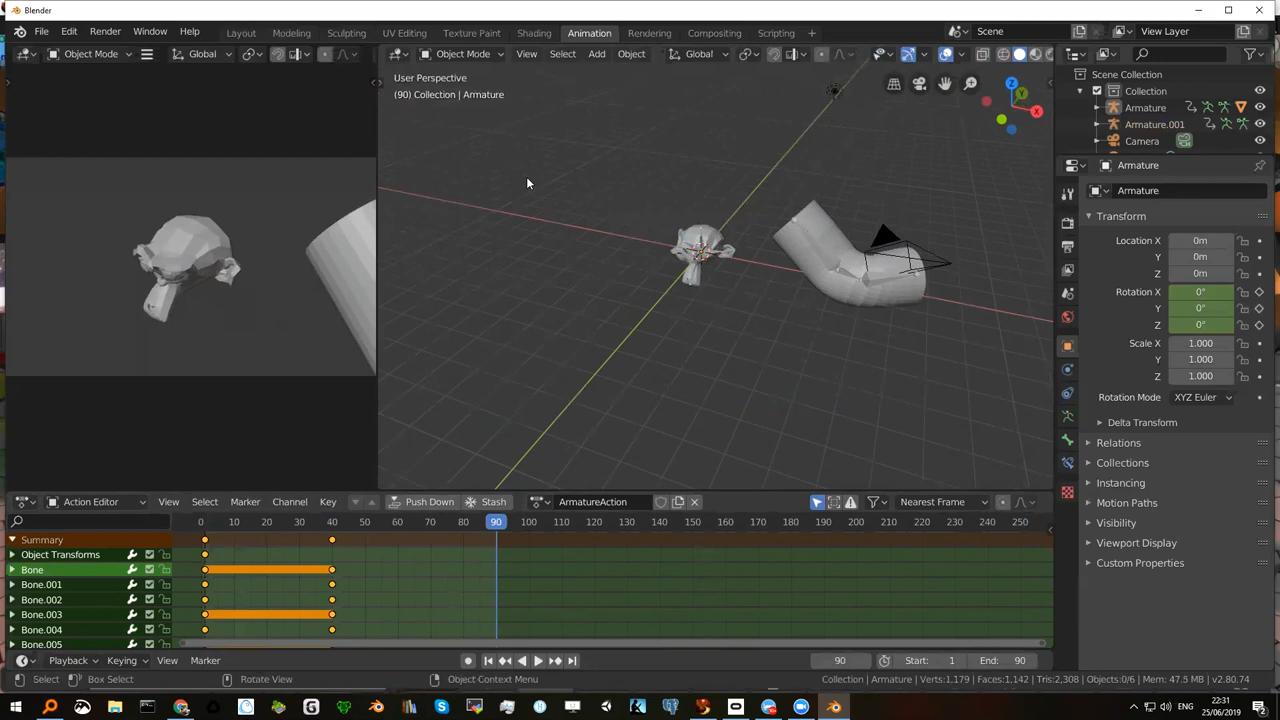 Blender
File Edit Render Window Help Layout Modeling Sculpting UV Editing Texture Paint Shading Animation Rendering Compositing Scripting + Scene View Layer
Object Mode Global Object Mode View Select Add Object Global
User Perspective
(90) Collection | Armature
Z
Y
X
Scene Collection
Collection
Armature
Armature.001
Camera
Armature
Armature
Transform
Location X 0m
Y 0m
Z 0m
Rotation X 0°
Y 0°
Z 0°
Scale X 1.000
Y 1.000
Z 1.000
Rotation Mode XYZ Euler
Delta Transform
Relations
Collections
Instancing
Motion Paths
Visibility
Viewport Display
Custom Properties
Action Editor View Select Marker Channel Key Push Down Stash ArmatureAction Nearest Frame
0 10 20 30 40 50 60 70 80 90 100 110 120 130 140 150 160 170 180 190 200 210 220 230 240 250
Summary
Object Transforms
Bone
Bone.001
Bone.002
Bone.003
Bone.004
Bone.005
Playback Keying View Marker 90 Start: 1 End: 90
Select Box Select Rotate View Object Context Menu Collection | Armature | Verts:1,179 | Faces:1,142 | Tris:2,308 | Objects:0/6 | Mem: 47.5 MB | v2.80.74
ENG 22:31
25/06/2019